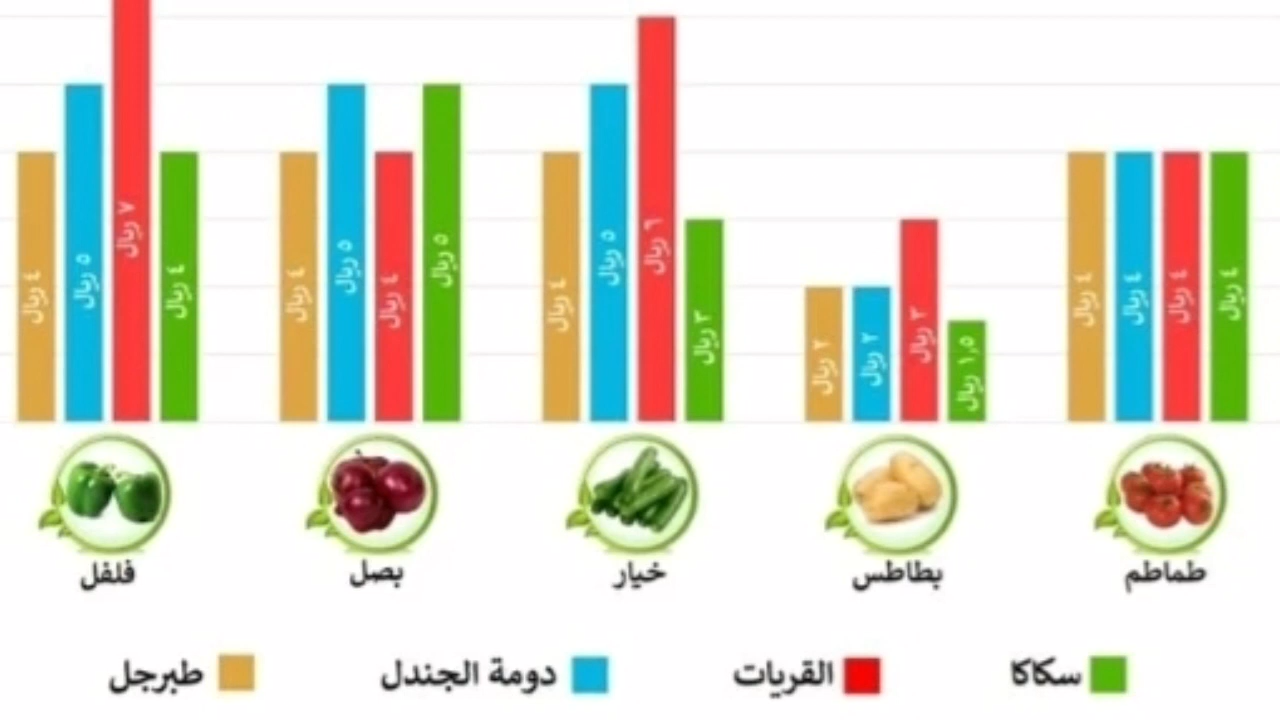 ٤ ريال
٤ ريال
٤ ريال
٤ ريال
١,٥ ريال
٣ ريال
٢ ريال
٢ ريال
٣ ريال
٦ ريال
٥ ريال
٤ ريال
٥ ريال
٤ ريال
٥ ريال
٤ ريال
٤ ريال
٧ ريال
٥ ريال
٤ ريال
طماطم بطاطس خيار بصل فلفل
سكاكا القريات دومة الجندل طبرجل